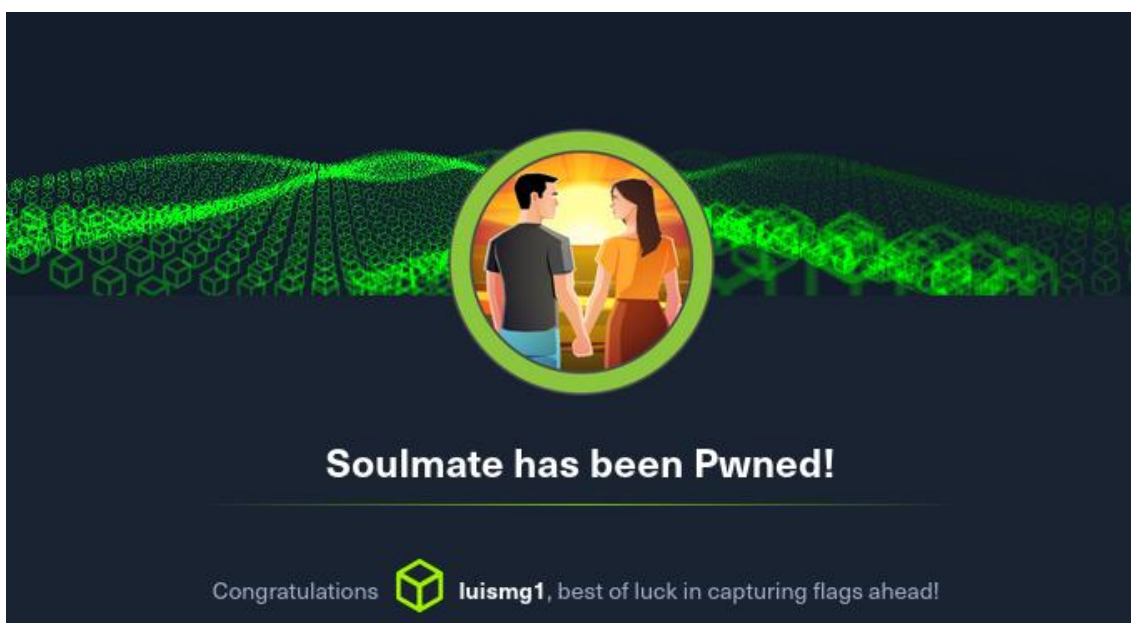 Soulmate has been Pwned!
Congratulations luismg1, best of luck in capturing flags ahead!